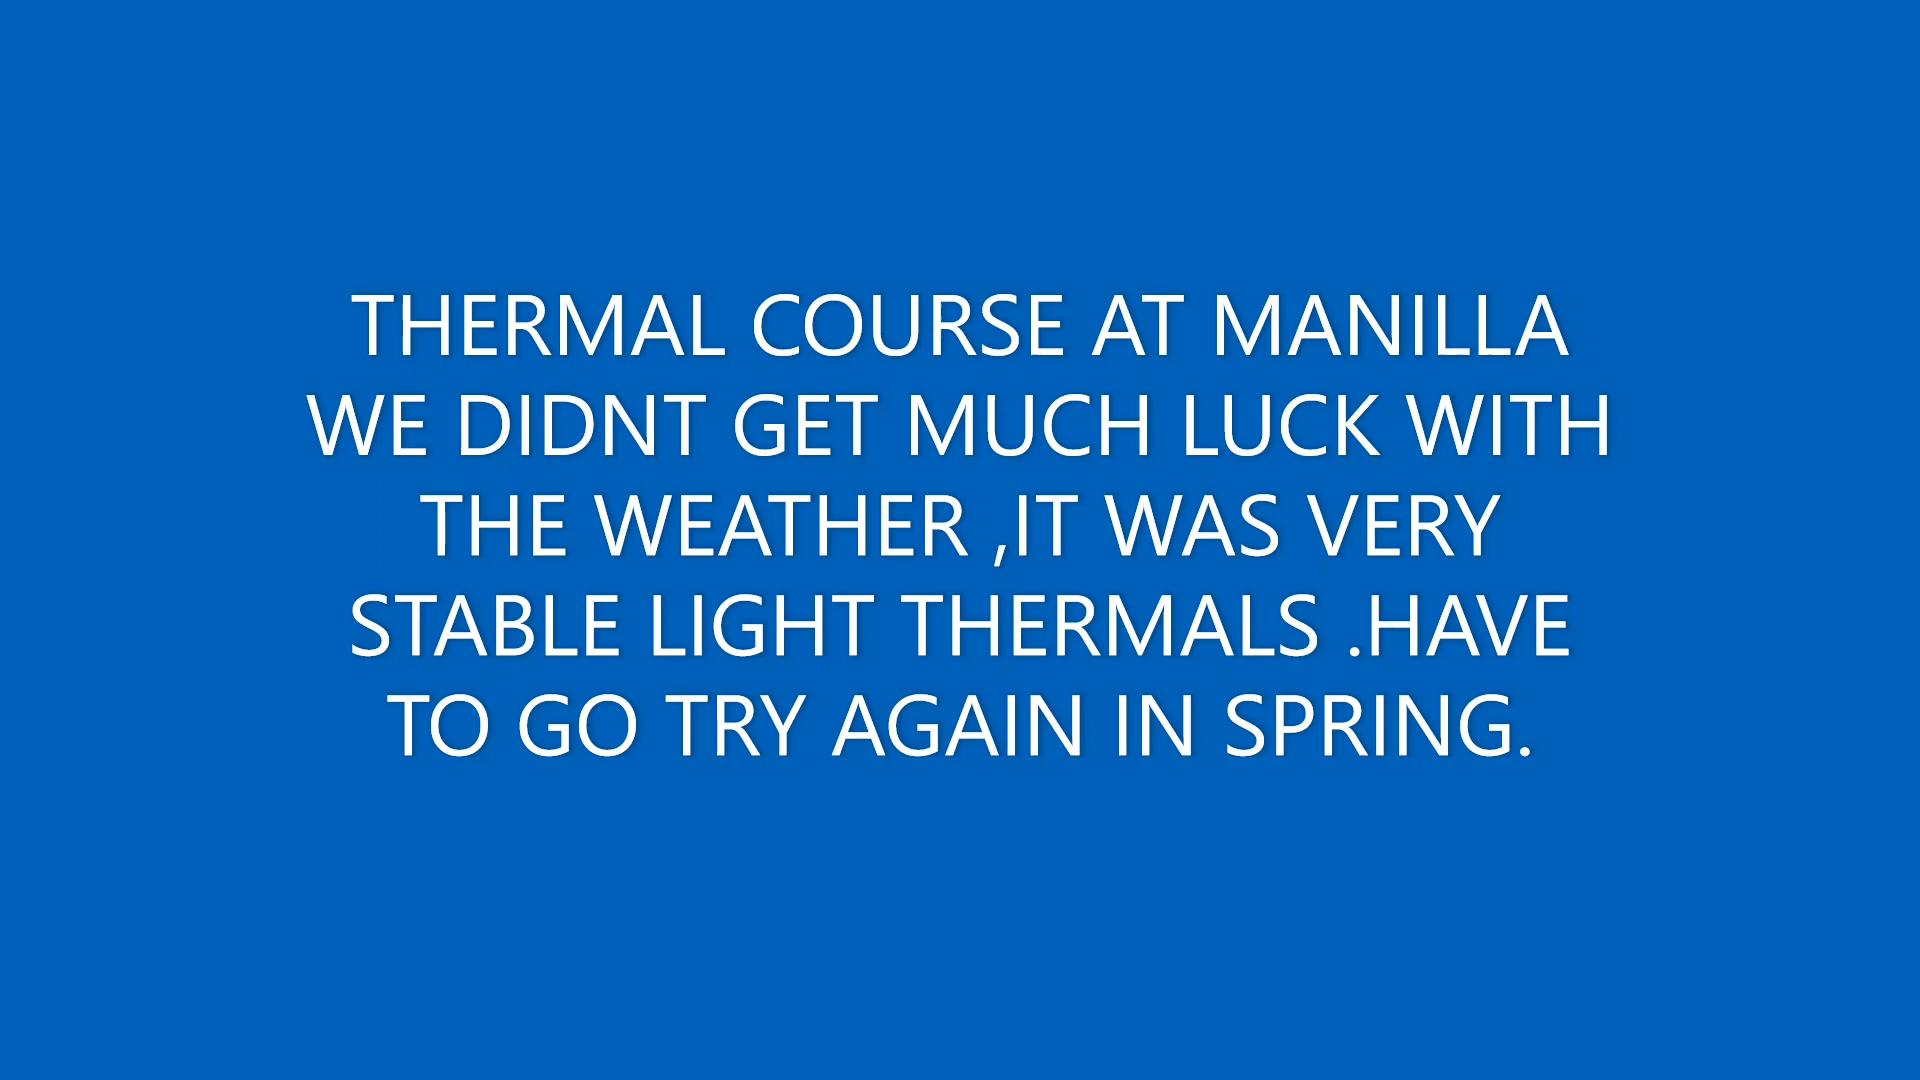 THERMAL COURSE AT MANILLA
WE DIDNT GET MUCH LUCK WITH
THE WEATHER ,IT WAS VERY
STABLE LIGHT THERMALS .HAVE
TO GO TRY AGAIN IN SPRING.